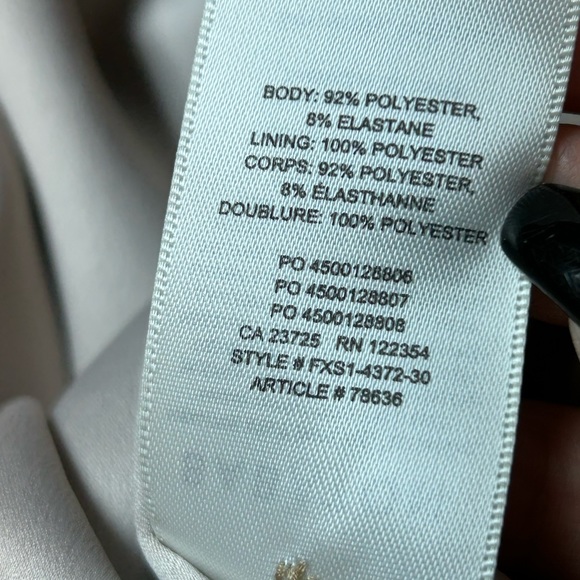 BODY: 92% POLYESTER,
8% ELASTANE
LINING: 100% POLYESTER
CORPS: 92% POLYESTER,
8% ÉLASTHANNE
DOUBLURE: 100% POLYESTER
PO 4500128806
PO 4500128807
PO 4500128808
CA 23725 RN 122354
STYLE # FXS1-4372-30
ARTICLE # 78636